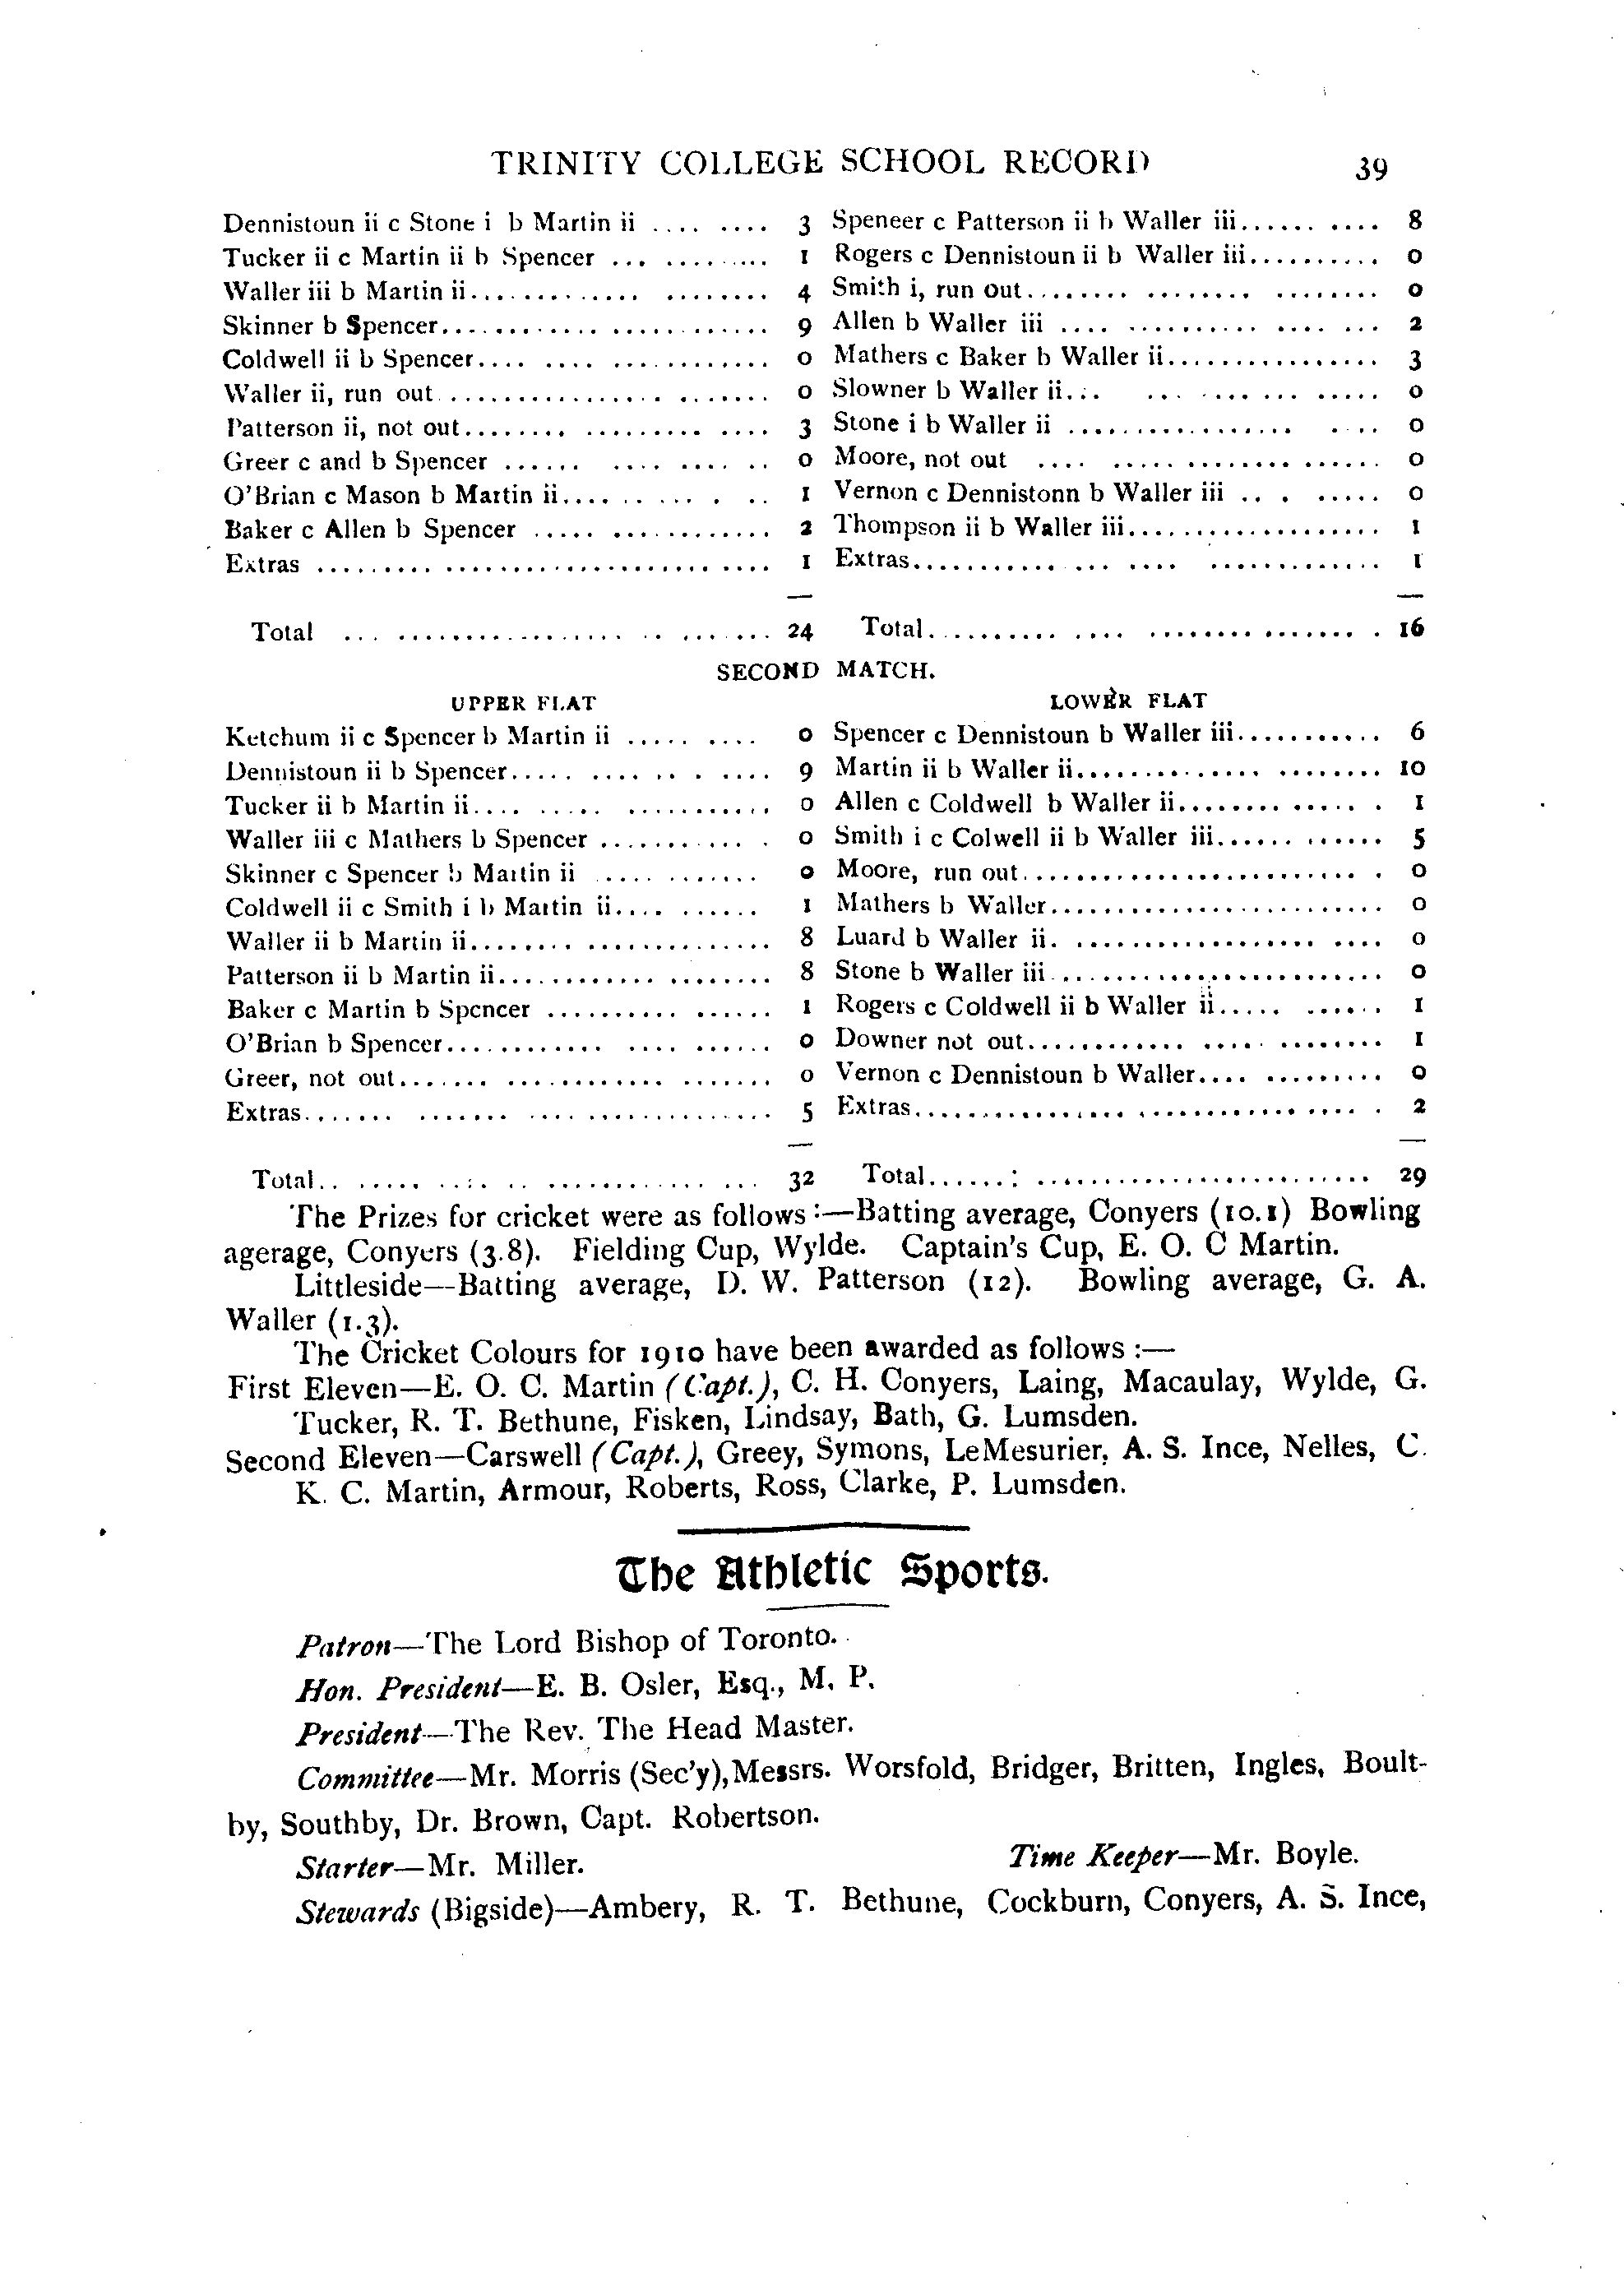 TRINITY COLLEGE SCHOOL RECORD 39
Dennistoun ii c Stone i b Martin ii .... .... 3
Tucker ii c Martin ii b Spencer ... ........ 1
Waller iii b Martin ii............. ........ 4
Skinner b Spencer............ ............ 9
Coldwell ii b Spencer.... .... ............ 0
Waller ii, run out ................ ....... 0
Patterson ii, not out........ ......... .... 3
Greer c and b Spencer ...... .... ..... .. 0
O'Brian c Mason b Martin ii.... .. ... . .. 1
Baker c Allen b Spencer ..... ............ 2
Extras ......... ........................ 1
Total ... ................. .. ....... 24
Speneer c Patterson ii b Waller iii...... .... 8
Rogers c Dennistoun ii b Waller iii.......... 0
Smith i, run out......... ........ ........ 0
Allen b Waller iii .... .......... .... ... 2
Mathers c Baker b Waller ii................ 3
Slowner b Waller ii... ... . ... ... ..... 0
Stone i b Waller ii ................. .... 0
Moore, not out .... ..... ........ ...... 0
Vernon c Dennistonn b Waller iii .. . ..... 0
Thompson ii b Waller iii................... 1
Extras........... ... .... ............. 1
Total.......... .... ........ ....... . 16
SECOND MATCH.
UPPER FLAT
Ketchum ii c Spencer b Martin ii ..... .... 0
Dennistoun ii b Spencer..... .... .. . .... 9
Tucker ii b Martin ii.... ..... ........... 0
Waller iii c Mathers b Spencer ........... . 0
Skinner c Spencer b Martin ii .... ....... 0
Coldwell ii c Smith i b Martin ii.... ...... 1
Waller ii b Martin ii........ .............. 8
Patterson ii b Martin ii............ ........ 8
Baker c Martin b Spencer .......... ...... 1
O'Brian b Spencer............ .... ...... 0
Greer, not out....... ............ ....... 0
Extras....... ....... .... .............. 5
Total.. ..... .... .. ............ ... 32
LOWER FLAT
Spencer c Dennistoun b Waller iii........... 6
Martin ii b Waller ii.............. ........ 10
Allen c Coldwell b Waller ii........ ...... . 1
Smith i c Colwell ii b Waller iii...... ...... 5
Moore, run out......................... . 0
Mathers b Waller......................... 0
Luard b Waller ii. .................. .... 0
Stone b Waller iii ........................ 0
Rogers c Coldwell ii b Waller ii..... ...... 1
Downer not out............ ..... ........ 1
Vernon c Dennistoun b Waller.... ......... 0
Extras................ ............ .... . 2
Total......: ......................... 29
The Prizes for cricket were as follows :—Batting average, Conyers (10.1) Bowling
agerage, Conyers (3.8). Fielding Cup, Wylde. Captain's Cup, E. O. C Martin.
Littleside—Batting average, D. W. Patterson (12). Bowling average, G. A.
Waller (1.3).
The Cricket Colours for 1910 have been awarded as follows :—
First Eleven—E. O. C. Martin (Capt.), C. H. Conyers, Laing, Macaulay, Wylde, G.
Tucker, R. T. Bethune, Fisken, Lindsay, Bath, G. Lumsden.
Second Eleven—Carswell (Capt.), Greey, Symons, LeMesurier, A. S. Ince, Nelles, C.
K. C. Martin, Armour, Roberts, Ross, Clarke, P. Lumsden.
The Athletic Sports.
Patron—The Lord Bishop of Toronto.
Hon. President—E. B. Osler, Esq., M. P.
President—The Rev. The Head Master.
Committee—Mr. Morris (Sec'y), Messrs. Worsfold, Bridger, Britten, Ingles, Boult-
by, Southby, Dr. Brown, Capt. Robertson.
Starter—Mr. Miller. Time Keeper—Mr. Boyle.
Stewards (Bigside)—Ambery, R. T. Bethune, Cockburn, Conyers, A. S. Ince,